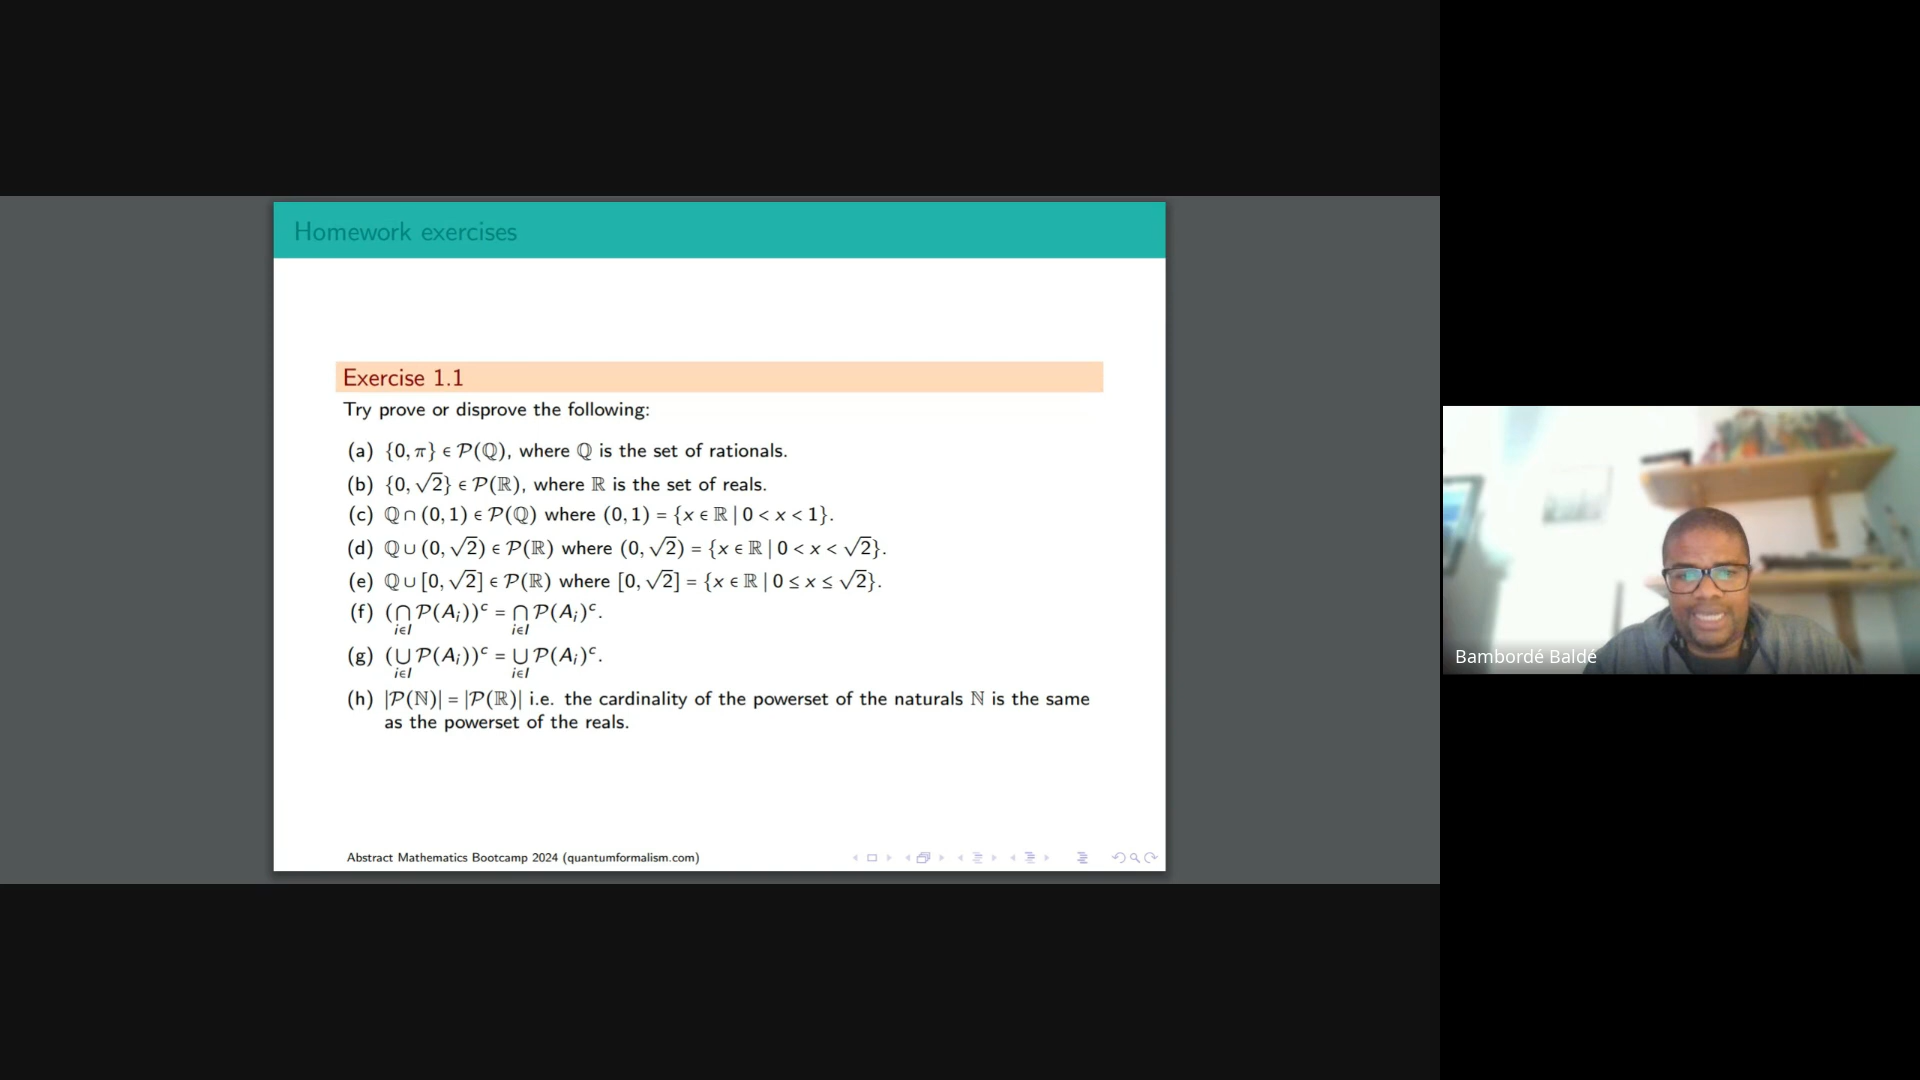 Homework exercises
Exercise 1.1
Try prove or disprove the following:
(a) {0, π} ∈ 𝒫(ℚ), where ℚ is the set of rationals.
(b) {0, √2} ∈ 𝒫(ℝ), where ℝ is the set of reals.
(c) ℚ ∩ (0, 1) ∈ 𝒫(ℚ) where (0, 1) = {x ∈ ℝ | 0 < x < 1}.
(d) ℚ ∪ (0, √2) ∈ 𝒫(ℝ) where (0, √2) = {x ∈ ℝ | 0 < x < √2}.
(e) ℚ ∪ [0, √2] ∈ 𝒫(ℝ) where [0, √2] = {x ∈ ℝ | 0 ≤ x ≤ √2}.
(f) (⋂_{i∈I} 𝒫(A_i))^c = ⋂_{i∈I} 𝒫(A_i)^c.
(g) (⋃_{i∈I} 𝒫(A_i))^c = ⋃_{i∈I} 𝒫(A_i)^c.
(h) |𝒫(ℕ)| = |𝒫(ℝ)| i.e. the cardinality of the powerset of the naturals ℕ is the same
as the powerset of the reals.
Abstract Mathematics Bootcamp 2024 (quantumformalism.com)
Bambordé Baldé